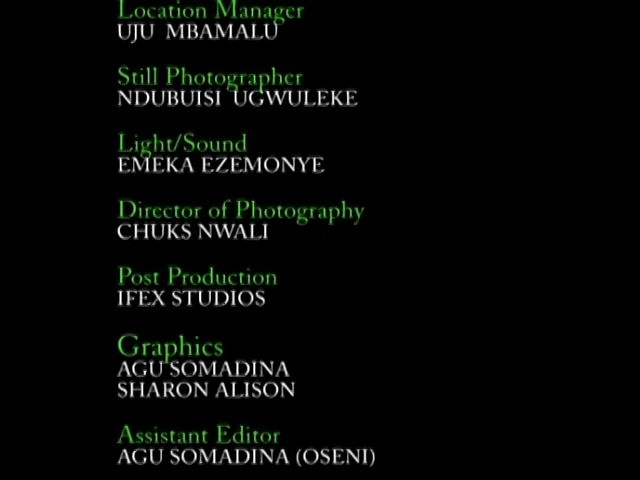 Location Manager
UJU MBAMALU
Still Photographer
NDUBUISI UGWULEKE
Light/Sound
EMEKA EZEMONYE
Director of Photography
CHUKS NWALI
Post Production
IFEX STUDIOS
Graphics
AGU SOMADINA
SHARON ALISON
Assistant Editor
AGU SOMADINA (OSENI)